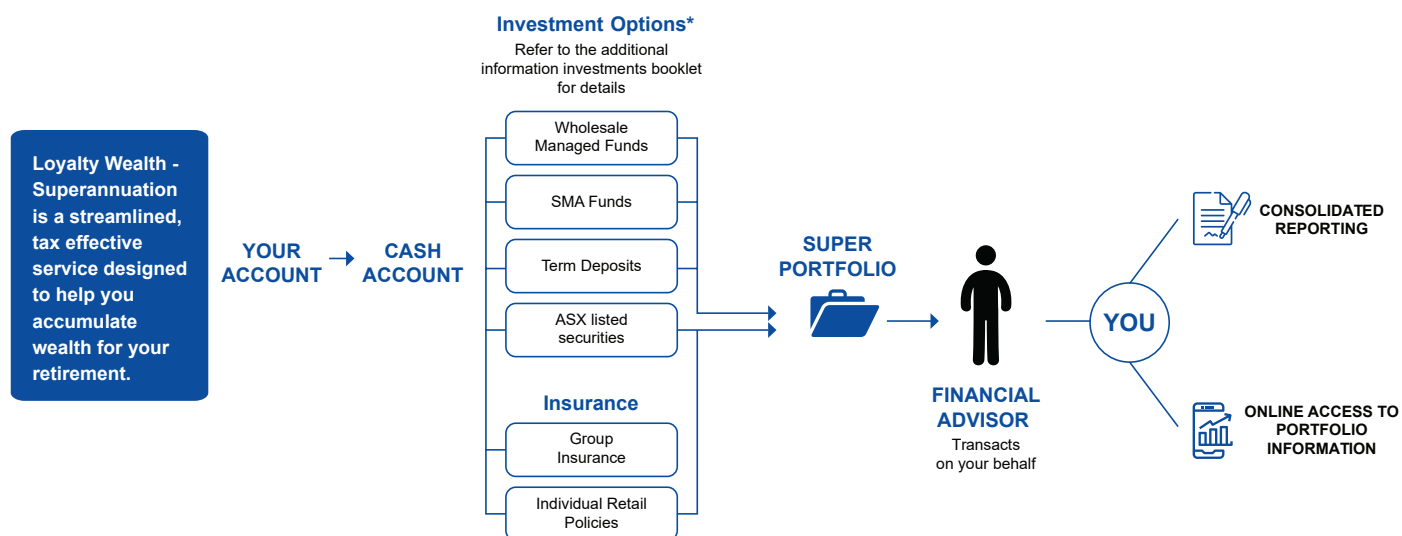 Loyalty Wealth -
Superannuation
is a streamlined,
tax effective
service designed
to help you
accumulate
wealth for your
retirement.
YOUR
ACCOUNT
CASH
ACCOUNT
Investment Options*
Refer to the additional
information investments booklet
for details
Wholesale
Managed Funds
SMA Funds
Term Deposits
ASX listed
securities
Insurance
Group
Insurance
Individual Retail
Policies
SUPER
PORTFOLIO
FINANCIAL
ADVISOR
Transacts
on your behalf
YOU
CONSOLIDATED
REPORTING
ONLINE ACCESS TO
PORTFOLIO
INFORMATION